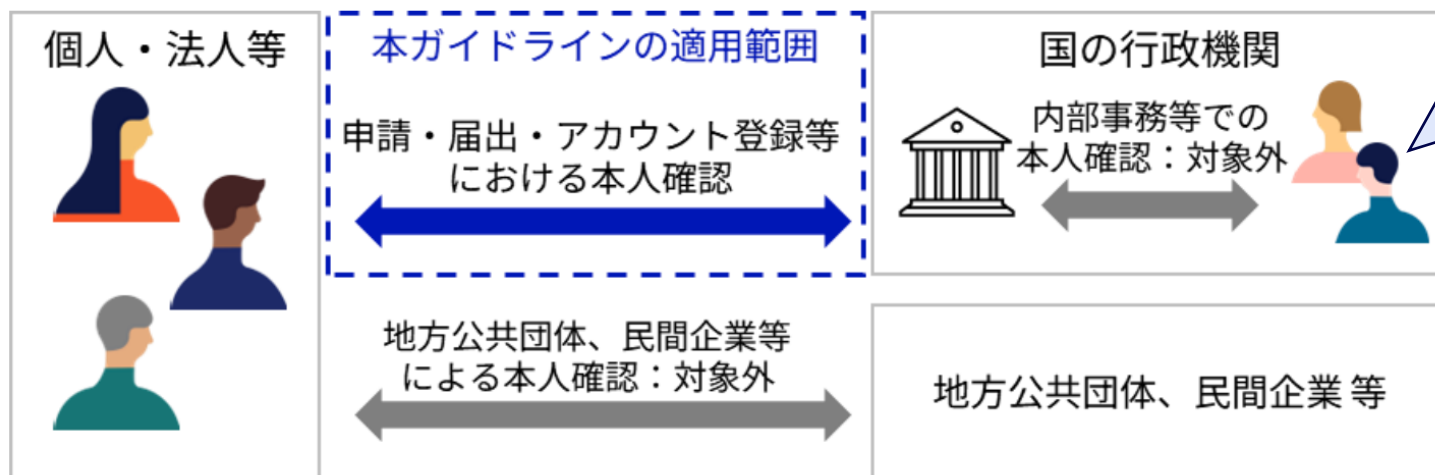 個人・法人等
本ガイドラインの適用範囲
申請・届出・アカウント登録等
における本人確認
国の行政機関
内部事務等での
本人確認：対象外
地方公共団体、民間企業等
による本人確認：対象外
地方公共団体、民間企業 等